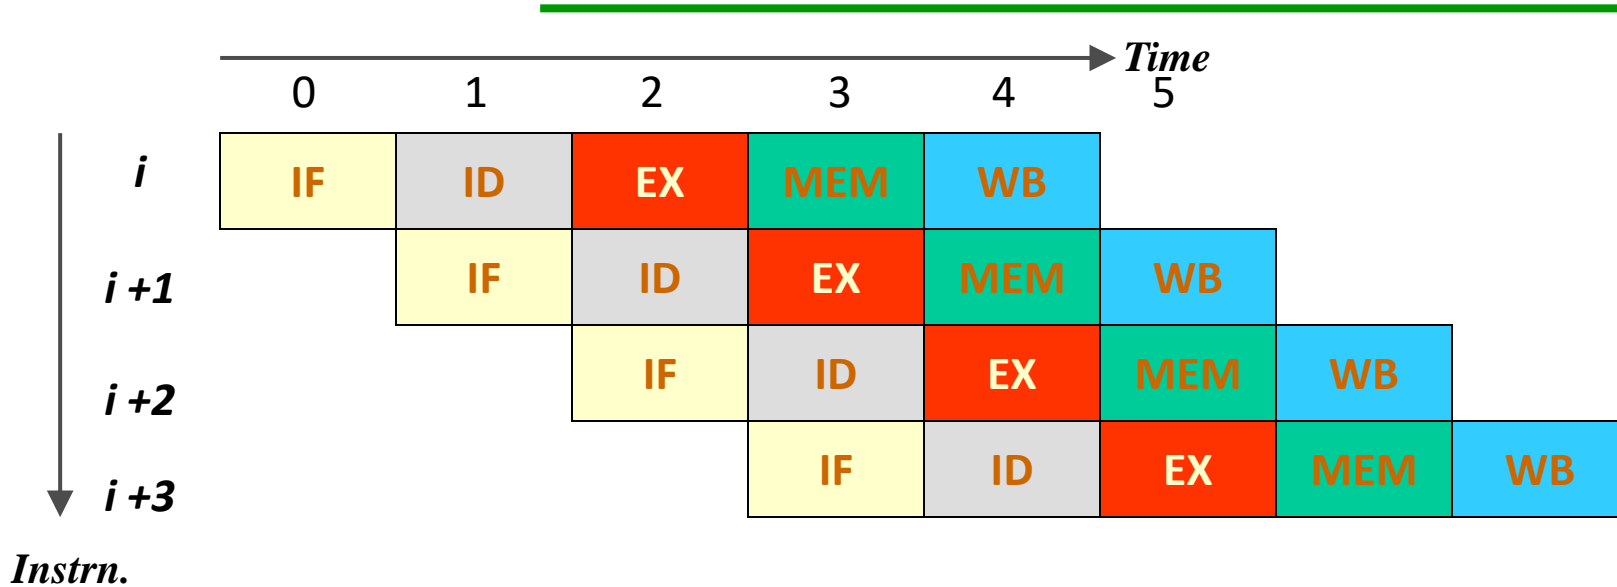 Time
0 1 2 3 4 5
i IF ID EX MEM WB
i +1 IF ID EX MEM WB
i +2 IF ID EX MEM WB
i +3 IF ID EX MEM WB
Instrn.